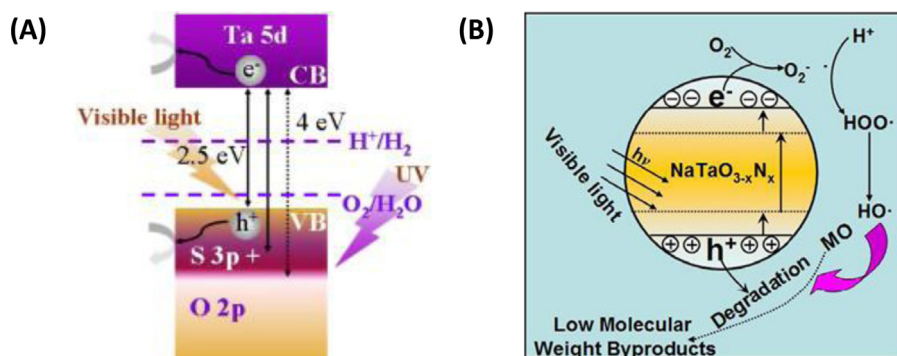 (A)
Ta 5d
e⁻
CB
Visible light
4 eV
2.5 eV
H⁺/H₂
UV
O₂/H₂O
h⁺
VB
S 3p +
O 2p
(B)
O₂
O₂⁻ ·
H⁺
⊖ ⊖ e⁻ ⊖ ⊖
HOO·
hν
NaTaO₃₋ₓNₓ
Visible
light
HO·
⊕ ⊕ h⁺ ⊕ ⊕
MO
Degradation
Low Molecular
Weight Byproducts